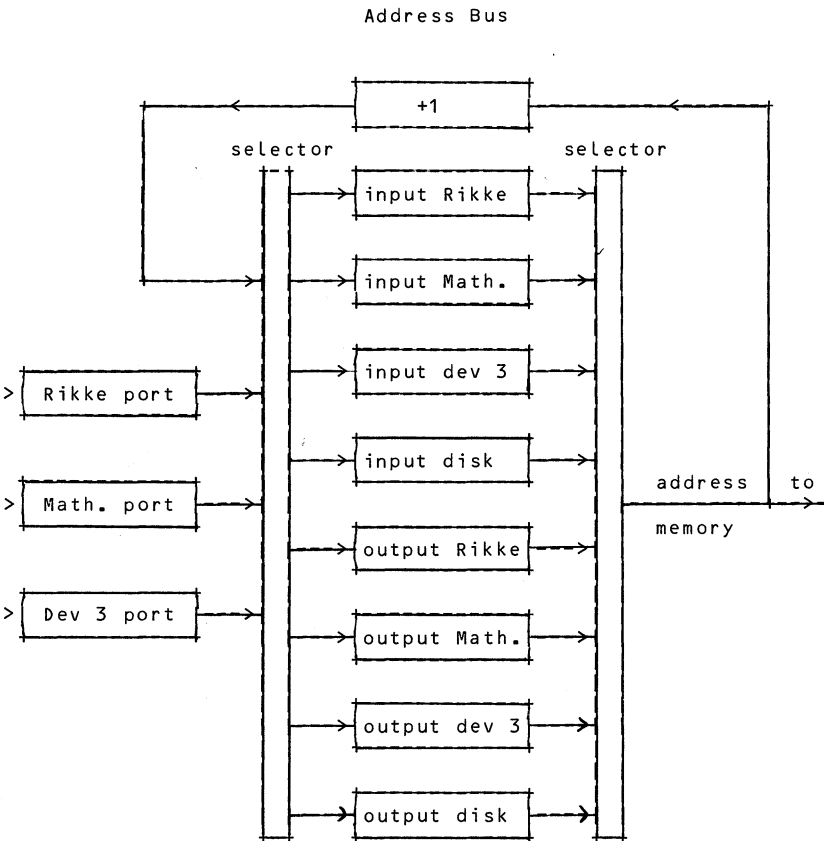 Address Bus
+1
selector
selector
input Rikke
input Math.
input dev 3
> Rikke port
input disk
address to
> Math. port
memory
output Rikke
> Dev 3 port
output Math.
output dev 3
output disk